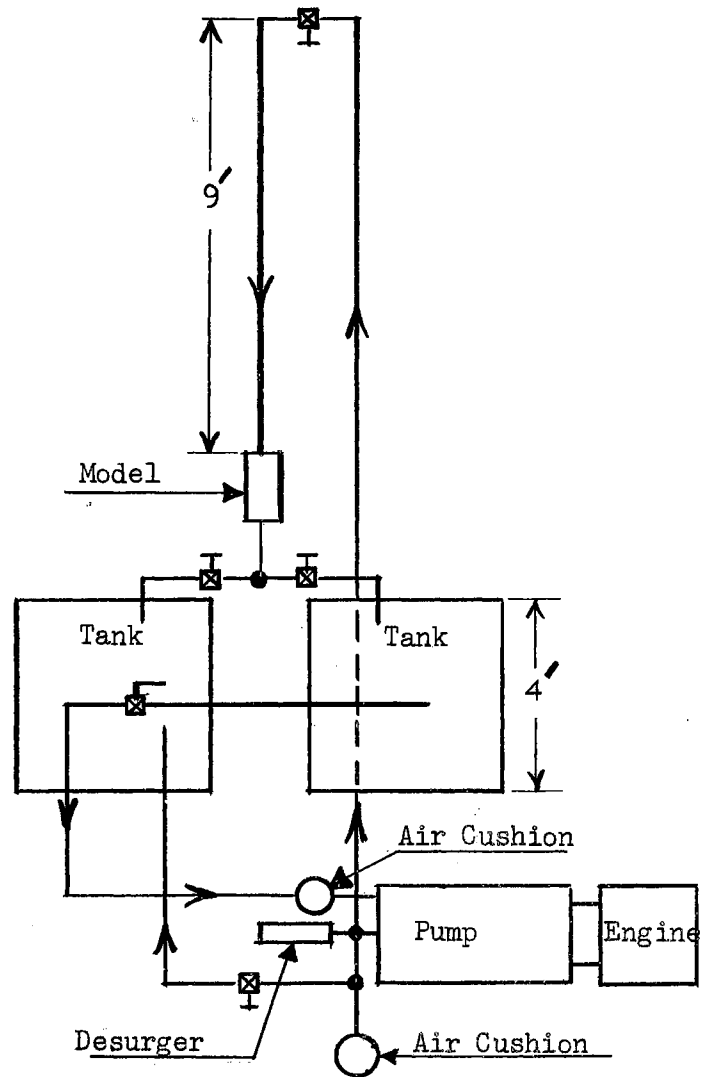 9'
Model
Tank
Tank
4'
Air Cushion
Pump
Engine
Desurger
Air Cushion